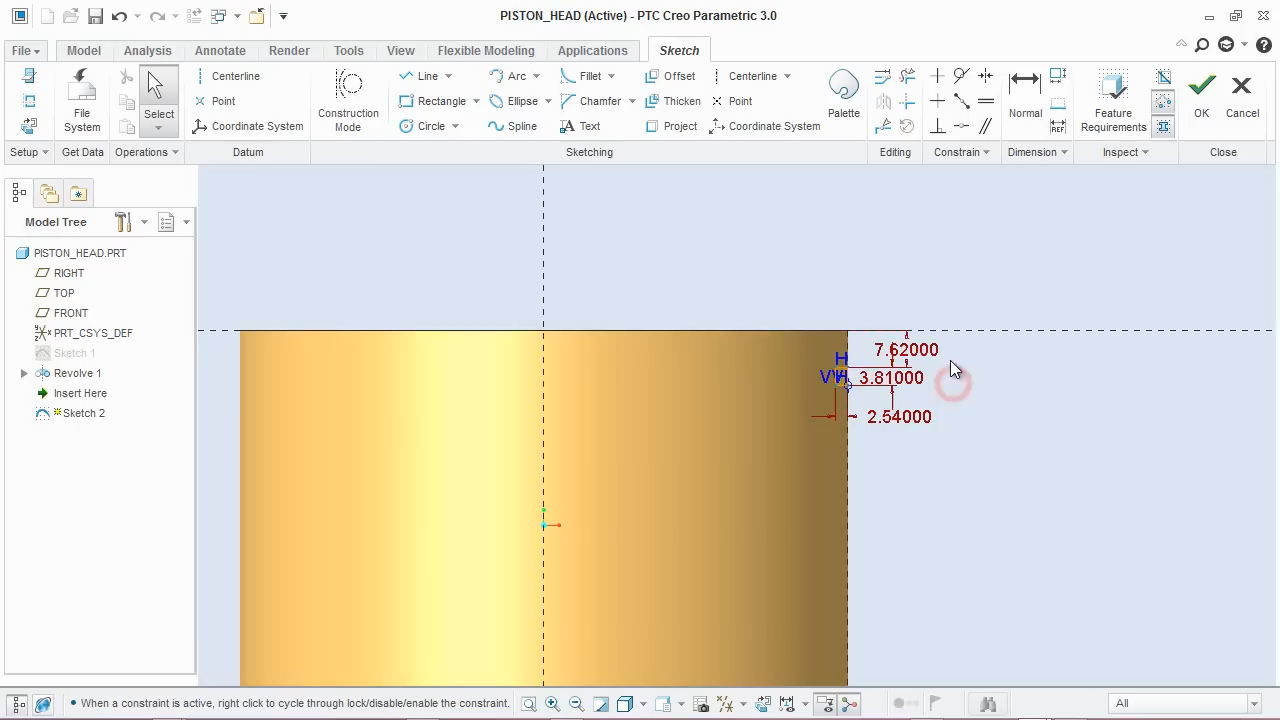 PISTON_HEAD (Active) - PTC Creo Parametric 3.0
File Model Analysis Annotate Render Tools View Flexible Modeling Applications Sketch
Centerline Line Arc Fillet Offset Centerline
Point Rectangle Ellipse Chamfer Thicken Point
File System Select Coordinate System Construction Mode Circle Spline Text Project Coordinate System Palette Normal REF Feature Requirements OK Cancel
Setup Get Data Operations Datum Sketching Editing Constrain Dimension Inspect Close
Model Tree
PISTON_HEAD.PRT
RIGHT
TOP
FRONT
PRT_CSYS_DEF
Sketch 1
Revolve 1
Insert Here
Sketch 2
7.62000
H
V
H 3.81000
2.54000
When a constraint is active, right click to cycle through lock/disable/enable the constraint.
All